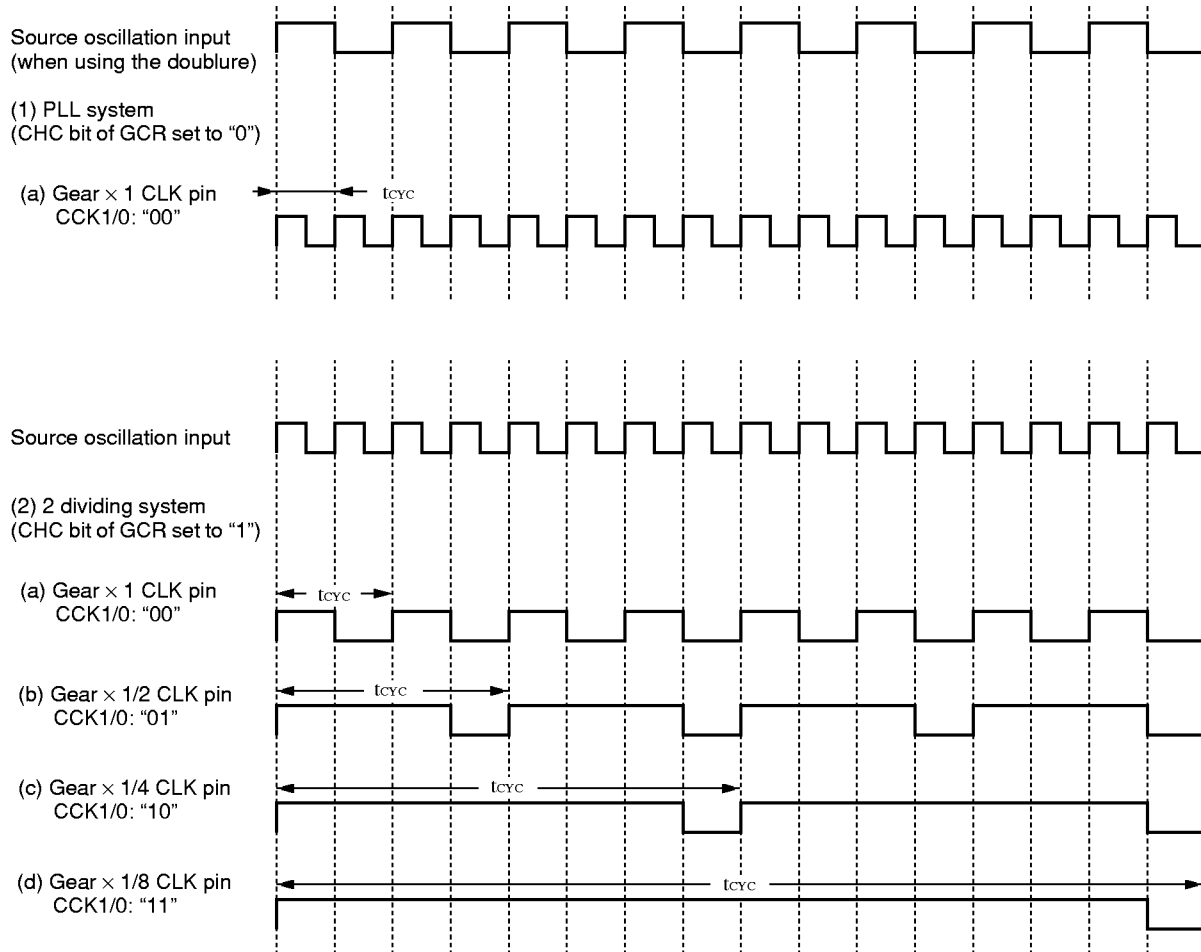 Source oscillation input
(when using the doublure)
(1) PLL system
(CHC bit of GCR set to “0”)
(a) Gear × 1 CLK pin
CCK1/0: “00”
tCYC
Source oscillation input
(2) 2 dividing system
(CHC bit of GCR set to “1”)
(a) Gear × 1 CLK pin
CCK1/0: “00”
tCYC
(b) Gear × 1/2 CLK pin
CCK1/0: “01”
tCYC
(c) Gear × 1/4 CLK pin
CCK1/0: “10”
tCYC
(d) Gear × 1/8 CLK pin
CCK1/0: “11”
tCYC